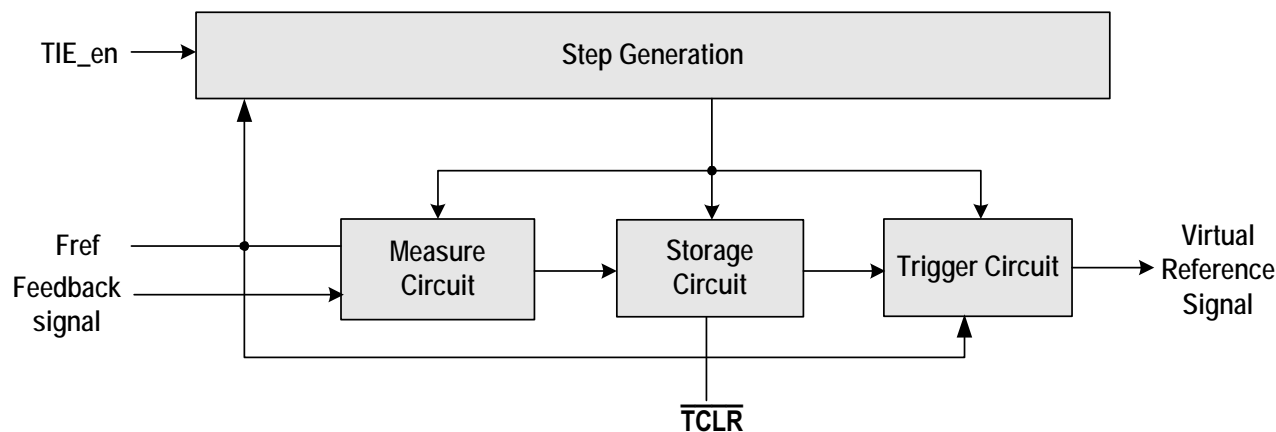 TIE_en
Step Generation
Fref
Feedback
signal
Measure
Circuit
Storage
Circuit
Trigger Circuit
Virtual
Reference
Signal
TCLR